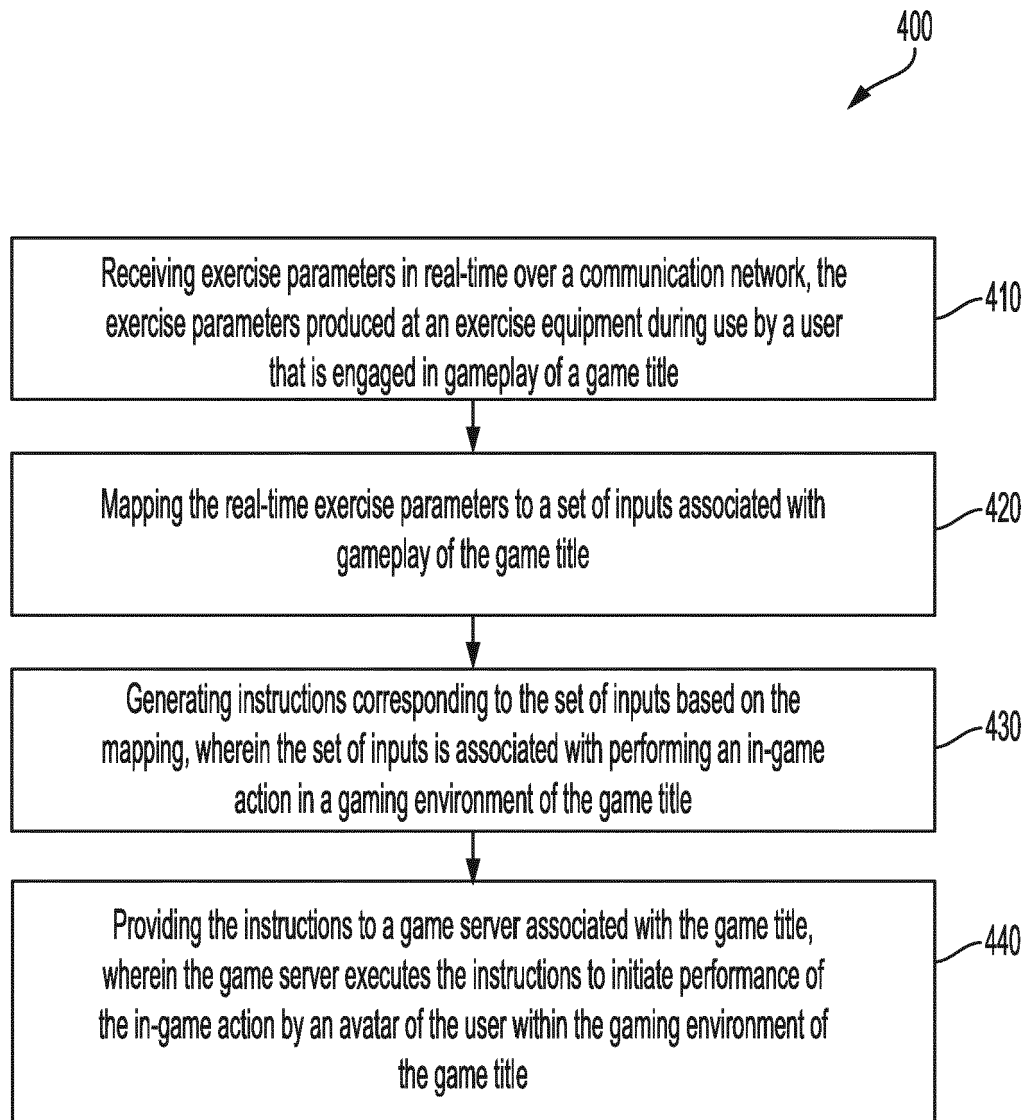 400
Receiving exercise parameters in real-time over a communication network, the
exercise parameters produced at an exercise equipment during use by a user
that is engaged in gameplay of a game title
410
Mapping the real-time exercise parameters to a set of inputs associated with
gameplay of the game title
420
Generating instructions corresponding to the set of inputs based on the
mapping, wherein the set of inputs is associated with performing an in-game
action in a gaming environment of the game title
430
Providing the instructions to a game server associated with the game title,
wherein the game server executes the instructions to initiate performance of
the in-game action by an avatar of the user within the gaming environment of
the game title
440